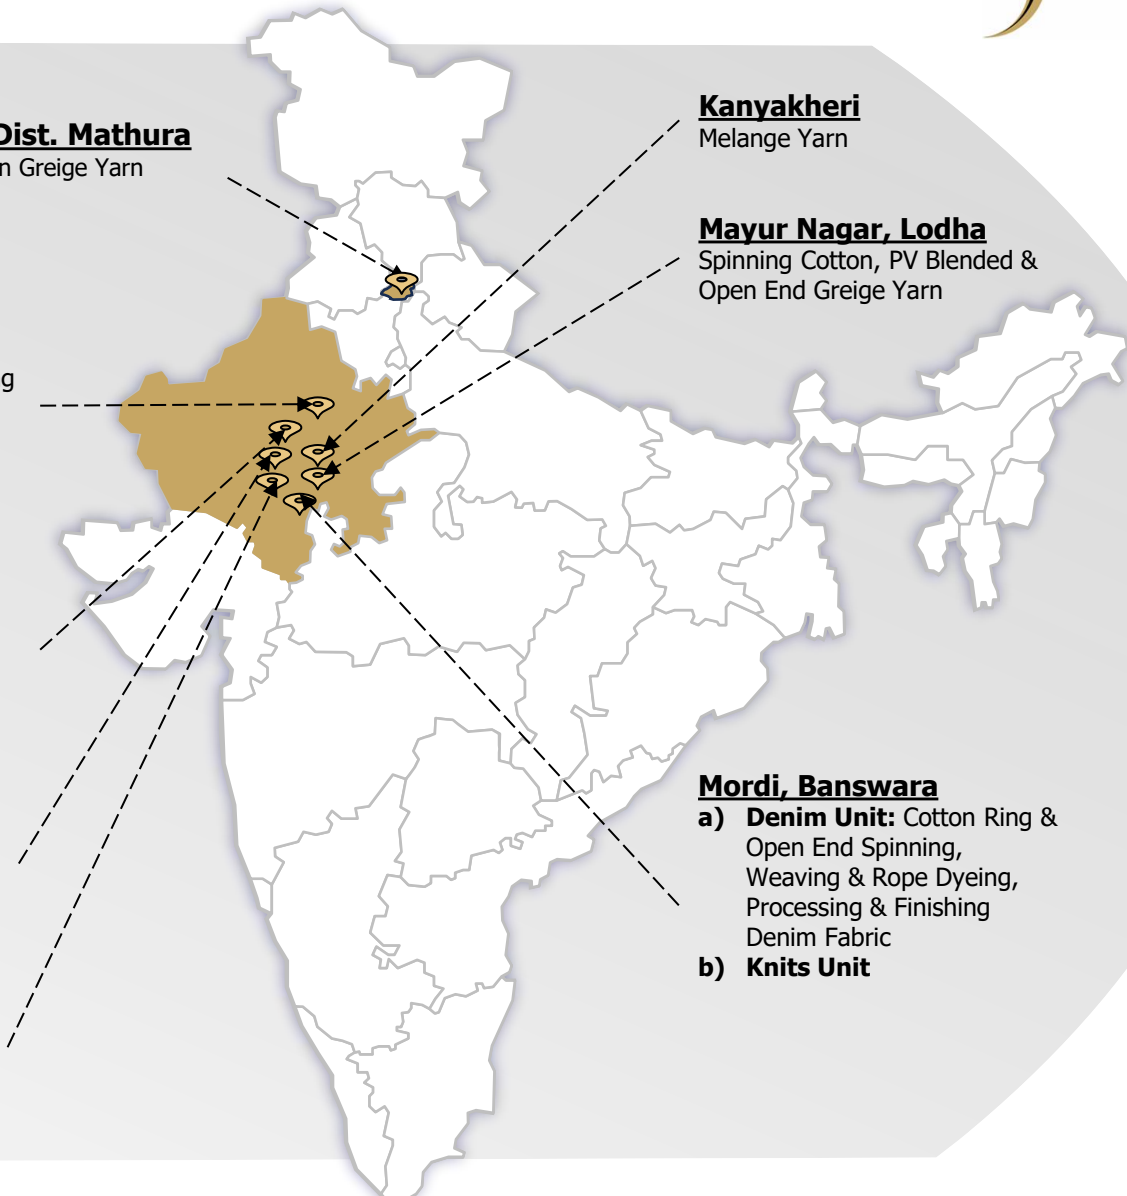 Dist. Mathura
n Greige Yarn
g
Kanyakheri
Melange Yarn
Mayur Nagar, Lodha
Spinning Cotton, PV Blended &
Open End Greige Yarn
Mordi, Banswara
a) Denim Unit: Cotton Ring &
Open End Spinning,
Weaving & Rope Dyeing,
Processing & Finishing
Denim Fabric
b) Knits Unit